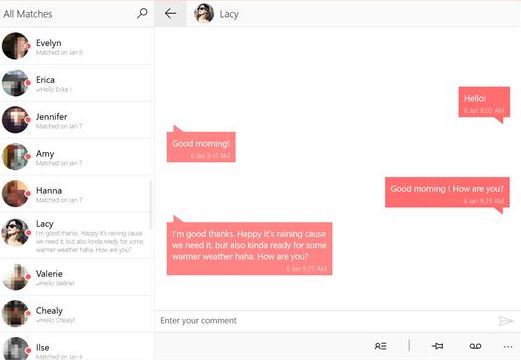 All Matches
Evelyn
Matched on Jan 9
Erica
Hello Erika !
Jennifer
Matched on Jan 7
Amy
Matched on Jan 7
Hanna
Matched on Jan 7
Lacy
I'm good thanks. Happy it's raining cause
we need it, but also kinda ready for some
warmer weather haha. How are you?
Valerie
Hello Valerie!
Chealy
Hello Chealy!
Ilse
Matched on Jan 4
Lacy
Hello!
6 Jan 9:02 AM
Good morning!
6 Jan 8:41 AM
Good morning ! How are you?
6 Jan 9:23 AM
I'm good thanks. Happy it's raining cause
we need it, but also kinda ready for some
warmer weather haha. How are you?
6 Jan 9:25 AM
Enter your comment